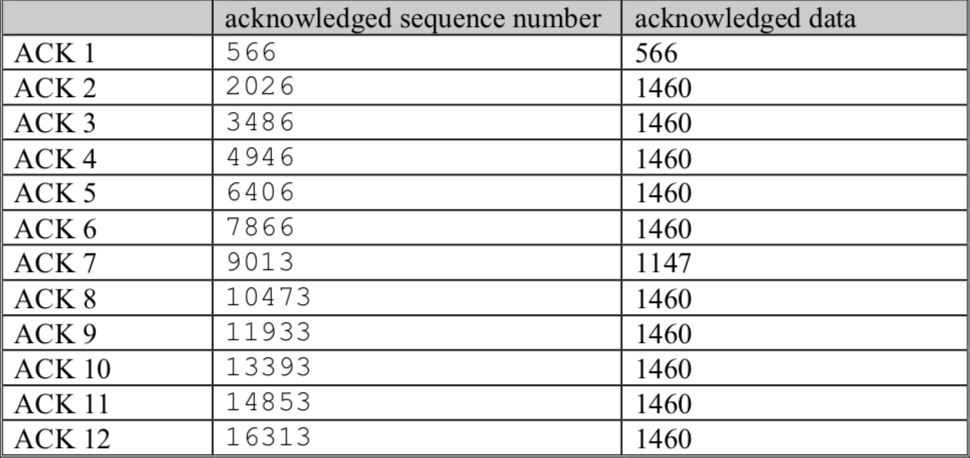 acknowledged sequence number acknowledged data
ACK 1 566 566
ACK 2 2026 1460
ACK 3 3486 1460
ACK 4 4946 1460
ACK 5 6406 1460
ACK 6 7866 1460
ACK 7 9013 1147
ACK 8 10473 1460
ACK 9 11933 1460
ACK 10 13393 1460
ACK 11 14853 1460
ACK 12 16313 1460